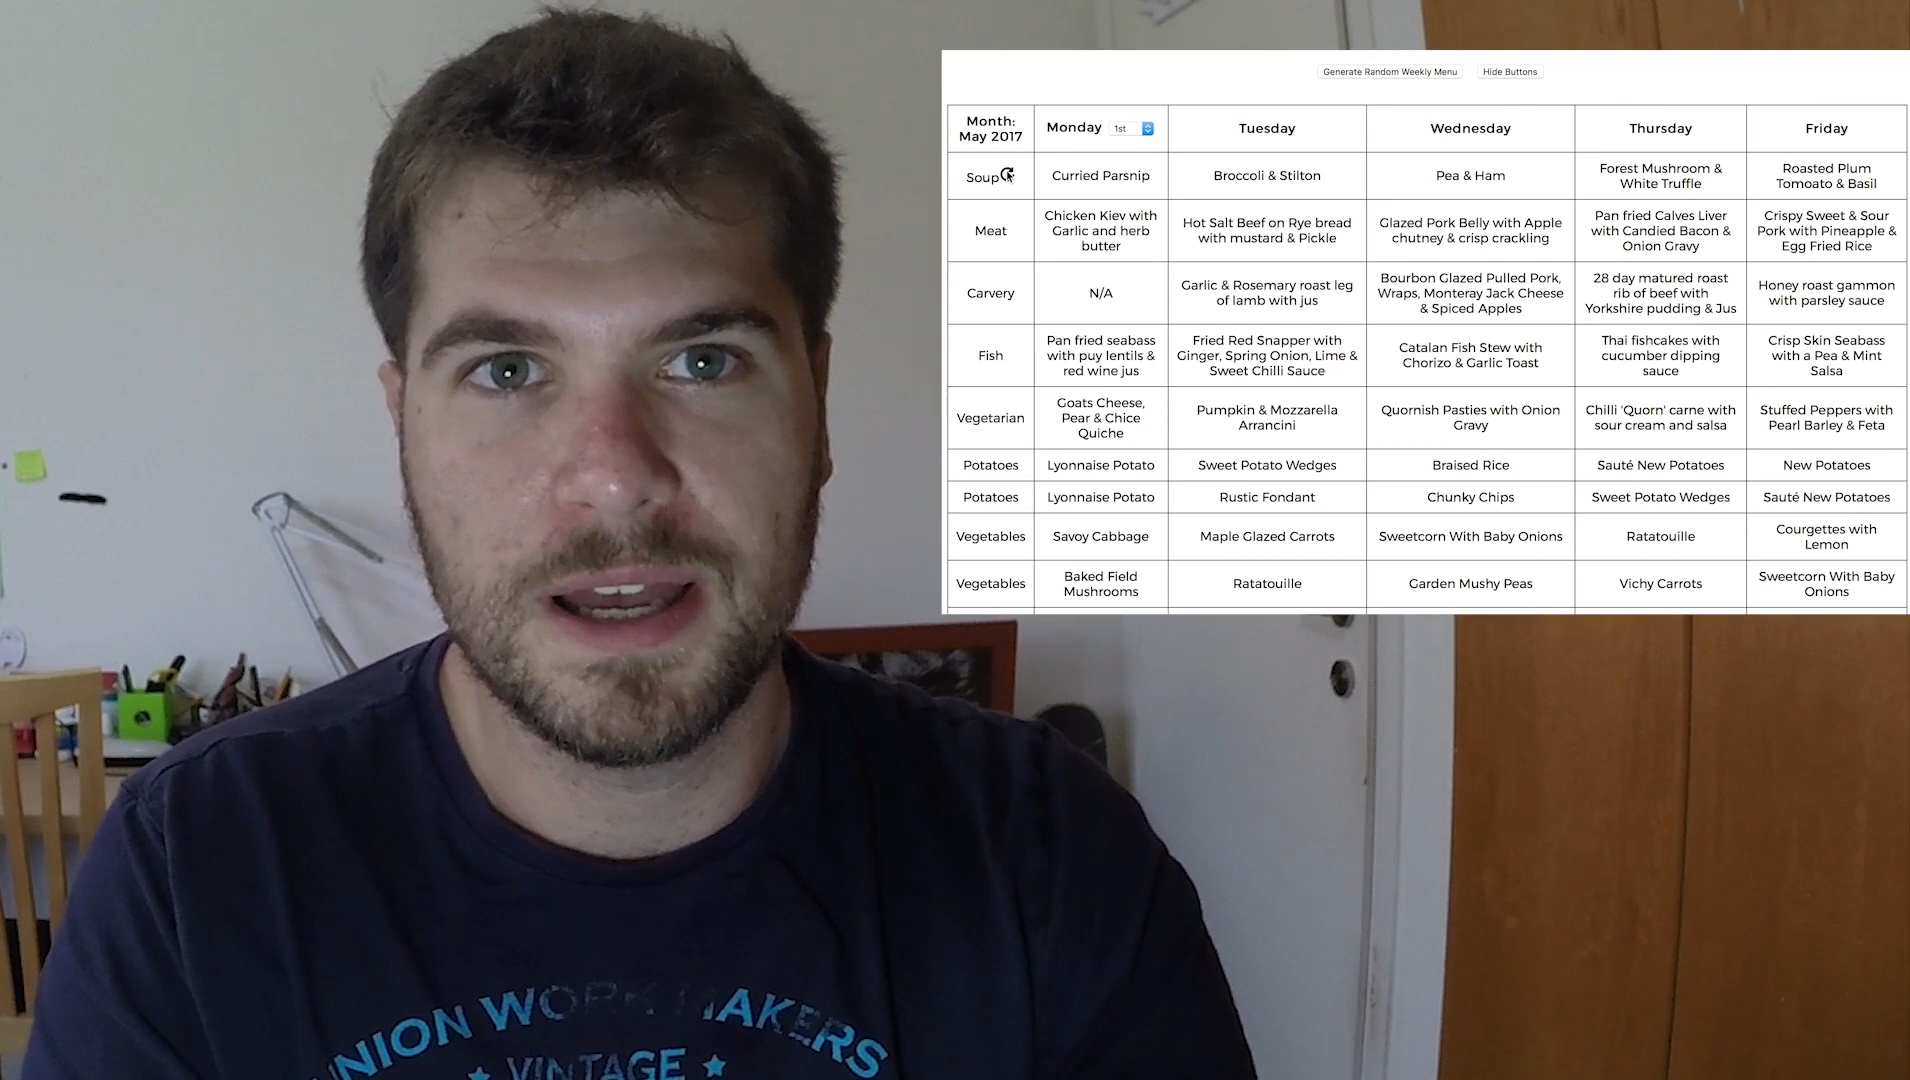 Generate Random Weekly Menu
Hide Buttons
Month:
May 2017
Monday
1st
Tuesday
Wednesday
Thursday
Friday
Soup
Curried Parsnip
Broccoli & Stilton
Pea & Ham
Forest Mushroom &
White Truffle
Roasted Plum
Tomoato & Basil
Meat
Chicken Kiev with
Garlic and herb
butter
Hot Salt Beef on Rye bread
with mustard & Pickle
Glazed Pork Belly with Apple
chutney & crisp crackling
Pan fried Calves Liver
with Candied Bacon &
Onion Gravy
Crispy Sweet & Sour
Pork with Pineapple &
Egg Fried Rice
Carvery
N/A
Garlic & Rosemary roast leg
of lamb with jus
Bourbon Glazed Pulled Pork,
Wraps, Monteray Jack Cheese
& Spiced Apples
28 day matured roast
rib of beef with
Yorkshire pudding & Jus
Honey roast gammon
with parsley sauce
Fish
Pan fried seabass
with puy lentils &
red wine jus
Fried Red Snapper with
Ginger, Spring Onion, Lime &
Sweet Chilli Sauce
Catalan Fish Stew with
Chorizo & Garlic Toast
Thai fishcakes with
cucumber dipping
sauce
Crisp Skin Seabass
with a Pea & Mint
Salsa
Vegetarian
Goats Cheese,
Pear & Chice
Quiche
Pumpkin & Mozzarella
Arrancini
Quornish Pasties with Onion
Gravy
Chilli 'Quorn' carne with
sour cream and salsa
Stuffed Peppers with
Pearl Barley & Feta
Potatoes
Lyonnaise Potato
Sweet Potato Wedges
Braised Rice
Sauté New Potatoes
New Potatoes
Potatoes
Lyonnaise Potato
Rustic Fondant
Chunky Chips
Sweet Potato Wedges
Sauté New Potatoes
Vegetables
Savoy Cabbage
Maple Glazed Carrots
Sweetcorn With Baby Onions
Ratatouille
Courgettes with
Lemon
Vegetables
Baked Field
Mushrooms
Ratatouille
Garden Mushy Peas
Vichy Carrots
Sweetcorn With Baby
Onions
UNION WORK MAKERS
VINTAGE